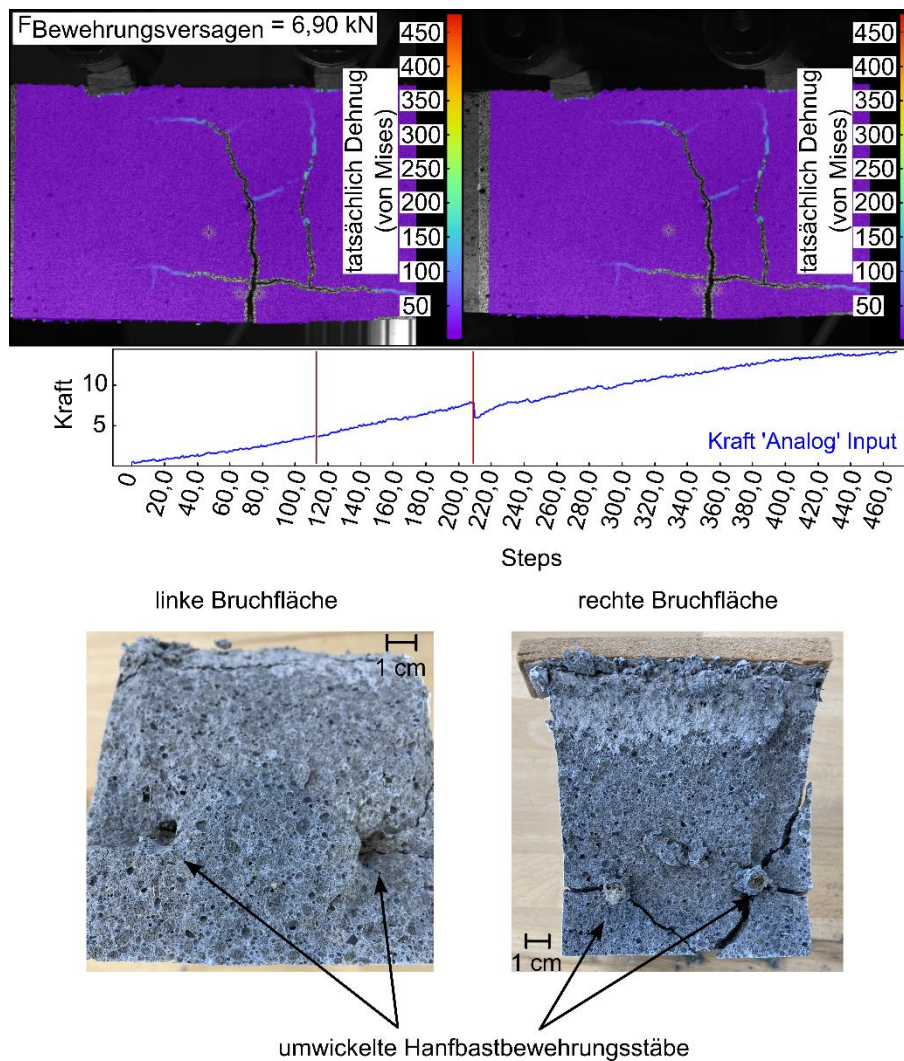 FBewehrungsversagen = 6,90 kN
450
400
350
300
250
200
150
100
50
tatsächlich Dehnug
(von Mises)
450
400
350
300
250
200
150
100
50
tatsächlich Dehnug
(von Mises)
Kraft
10
5
Kraft 'Analog' Input
0 20,0 40,0 60,0 80,0 100,0 120,0 140,0 160,0 180,0 200,0 220,0 240,0 260,0 280,0 300,0 320,0 340,0 360,0 380,0 400,0 420,0 440,0 460,0
Steps
linke Bruchfläche
rechte Bruchfläche
1 cm
1 cm
umwickelte Hanfbastbewehrungsstäbe